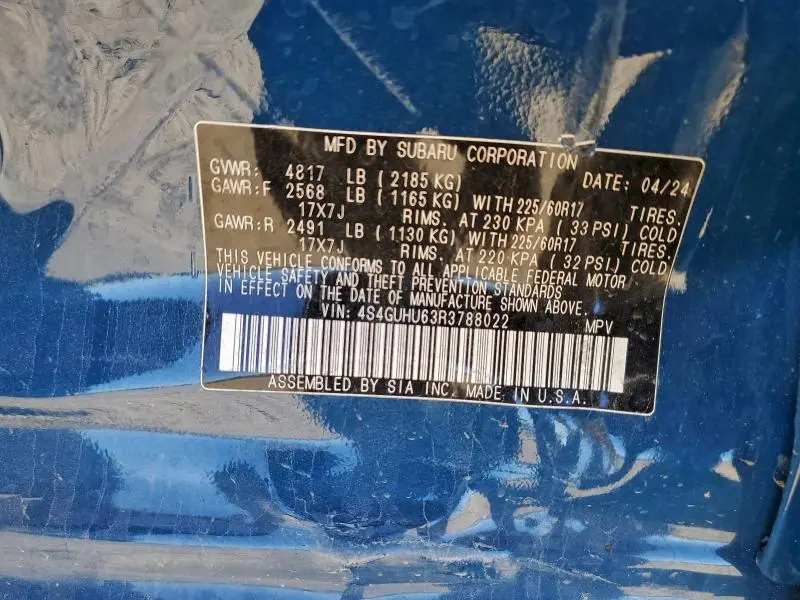 MFD BY SUBARU CORPORATION
GVWR: 4817 LB (2185 KG) DATE: 04/24
GAWR:F 2568 LB (1165 KG) WITH 225/60R17 TIRES.
17X7J RIMS. AT 230 KPA (33 PSI) COLD
GAWR:R 2491 LB (1130 KG) WITH 225/60R17 TIRES.
17X7J RIMS. AT 220 KPA (32 PSI) COLD
THIS VEHICLE CONFORMS TO ALL APPLICABLE FEDERAL MOTOR
VEHICLE SAFETY AND THEFT PREVENTION STANDARDS
IN EFFECT ON THE DATE OF MANUFACTURE SHOWN ABOVE.
VIN: 4S4GUHU63R3788022 MPV
ASSEMBLED BY SIA INC. MADE IN U.S.A.